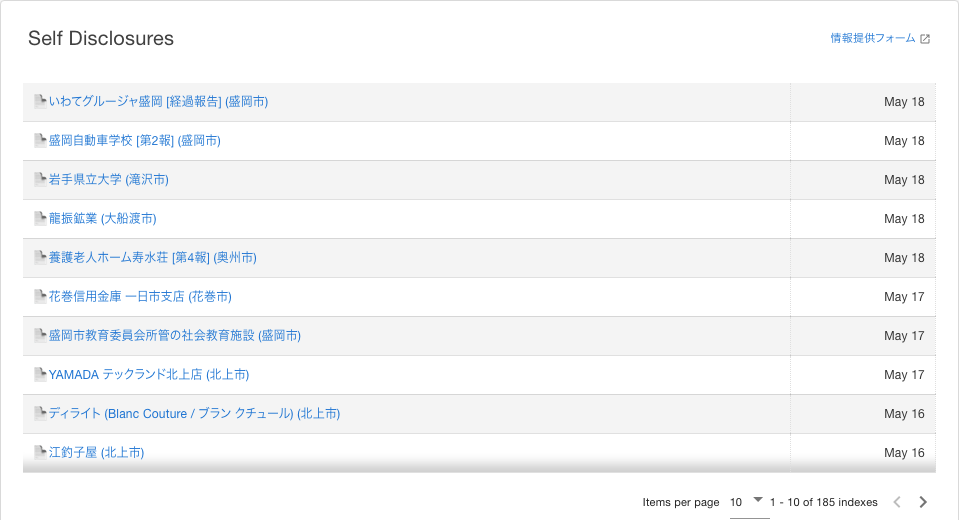 Self Disclosures
情報提供フォーム
いわてグルージャ盛岡 [経過報告] (盛岡市) May 18
盛岡自動車学校 [第2報] (盛岡市) May 18
岩手県立大学 (滝沢市) May 18
龍振鉱業 (大船渡市) May 18
養護老人ホーム寿水荘 [第4報] (奥州市) May 18
花巻信用金庫 一日市支店 (花巻市) May 17
盛岡市教育委員会所管の社会教育施設 (盛岡市) May 17
YAMADA テックランド北上店 (北上市) May 17
ディライト (Blanc Couture / ブラン クチュール) (北上市) May 16
江釣子屋 (北上市) May 16
Items per page 10 1 - 10 of 185 indexes